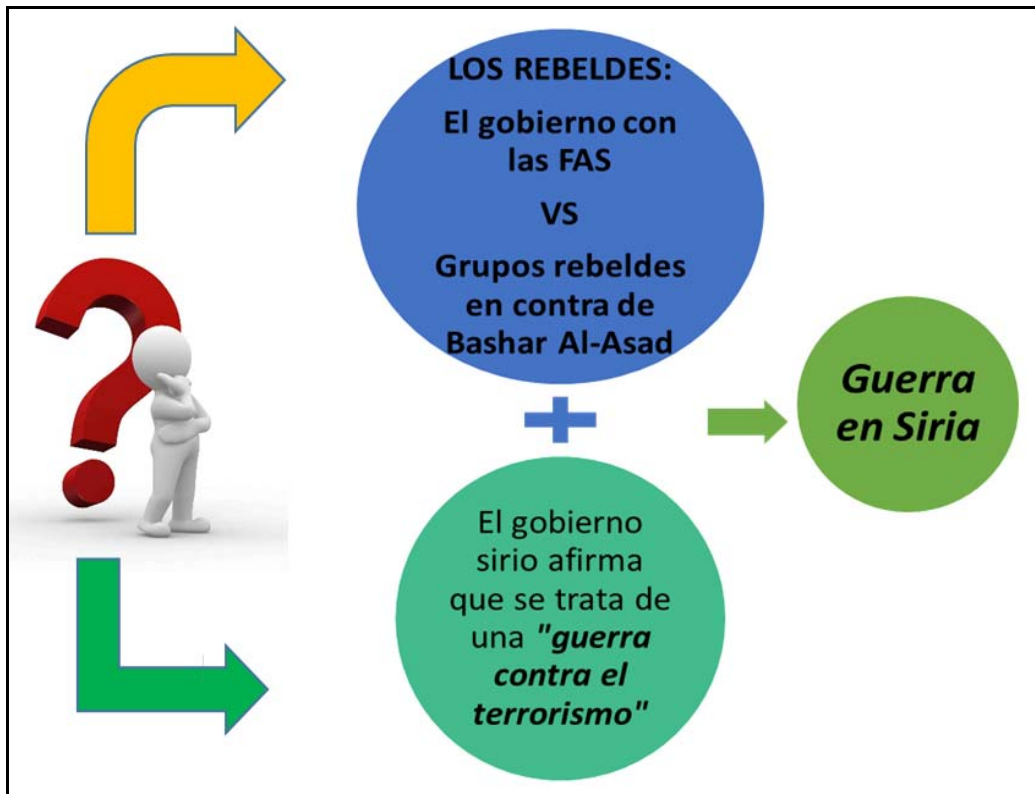 LOS REBELDES:
El gobierno con
las FAS
VS
Grupos rebeldes
en contra de
Bashar Al-Asad
Guerra
en Siria
El gobierno
sirio afirma
que se trata de
una "guerra
contra el
terrorismo"